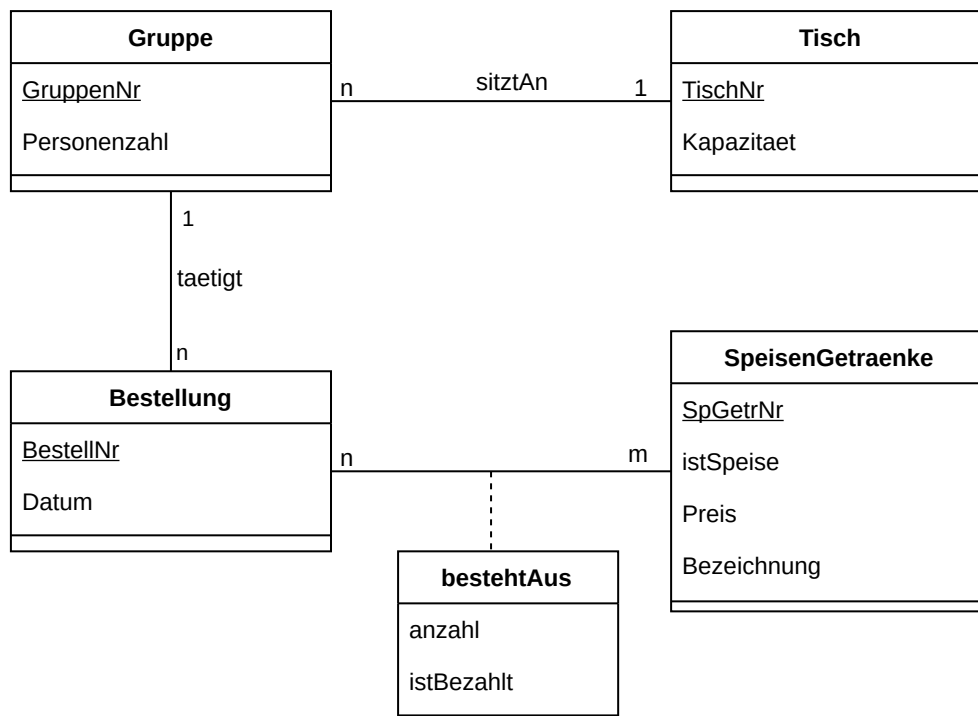 Gruppe
GruppenNr
Personenzahl
n
sitztAn
1
Tisch
TischNr
Kapazitaet
1
taetigt
n
Bestellung
BestellNr
Datum
n
m
SpeisenGetraenke
SpGetrNr
istSpeise
Preis
Bezeichnung
bestehtAus
anzahl
istBezahlt